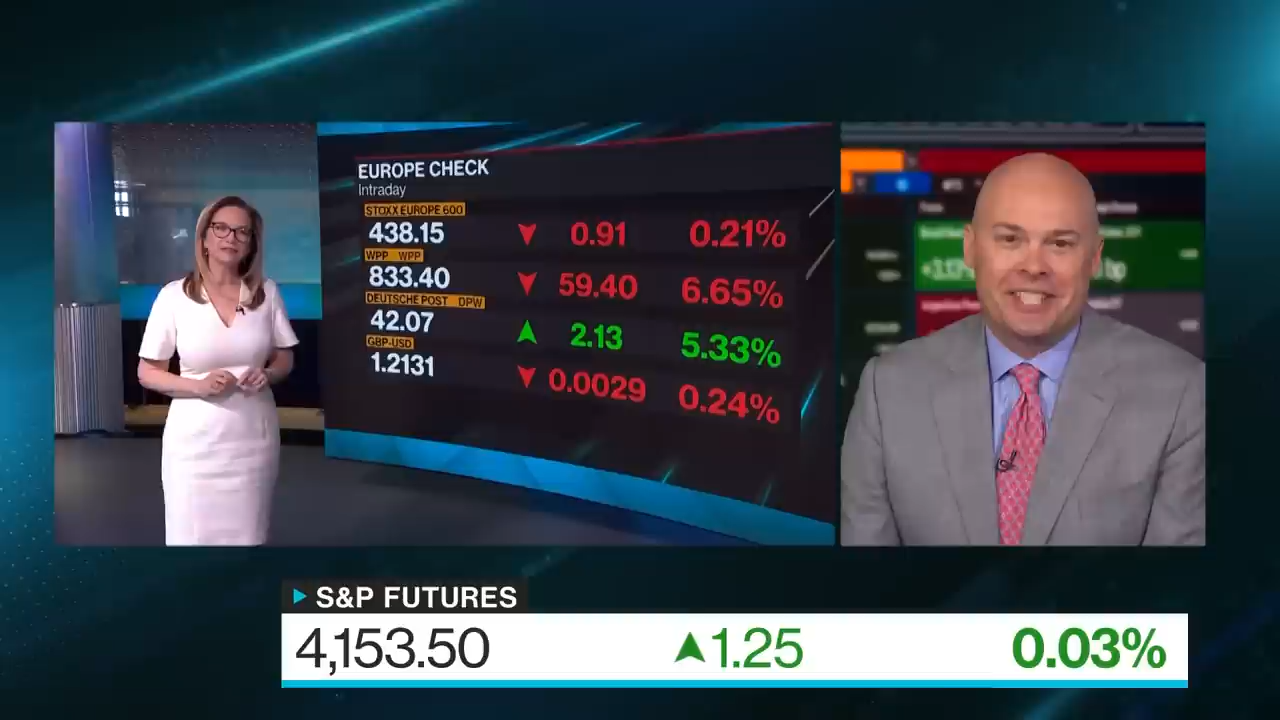 EUROPE CHECK
Intraday
STOXX EUROPE 600
438.15 ▼ 0.91 0.21%
WPP WPP
833.40 ▼ 59.40 6.65%
DEUTSCHE POST DPW
42.07 ▲ 2.13 5.33%
GBP-USD
1.2131 ▼ 0.0029 0.24%
S&P FUTURES
4,153.50 ▲1.25 0.03%